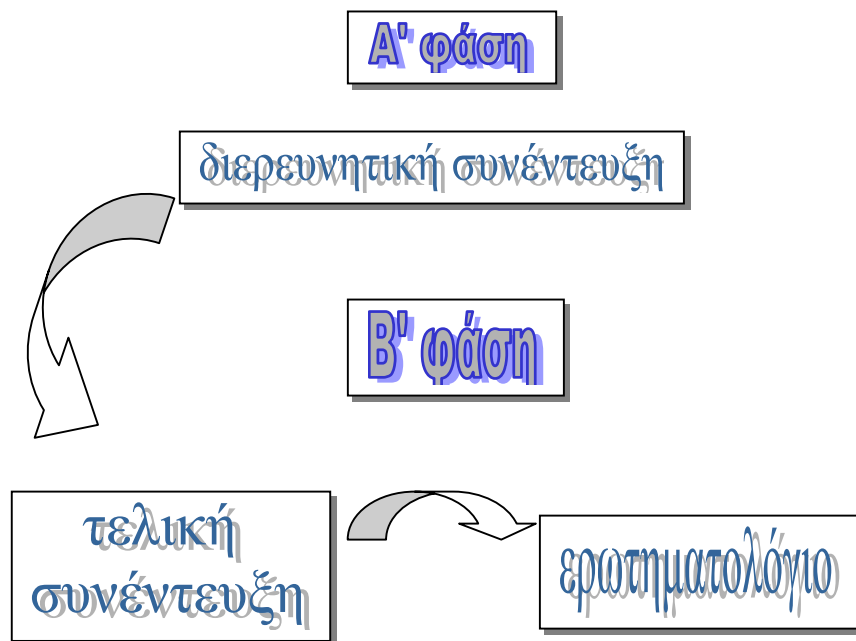 Α' φάση
διερευνητική συνέντευξη
Β' φάση
τελική
συνέντευξη
ερωτηματολόγιο